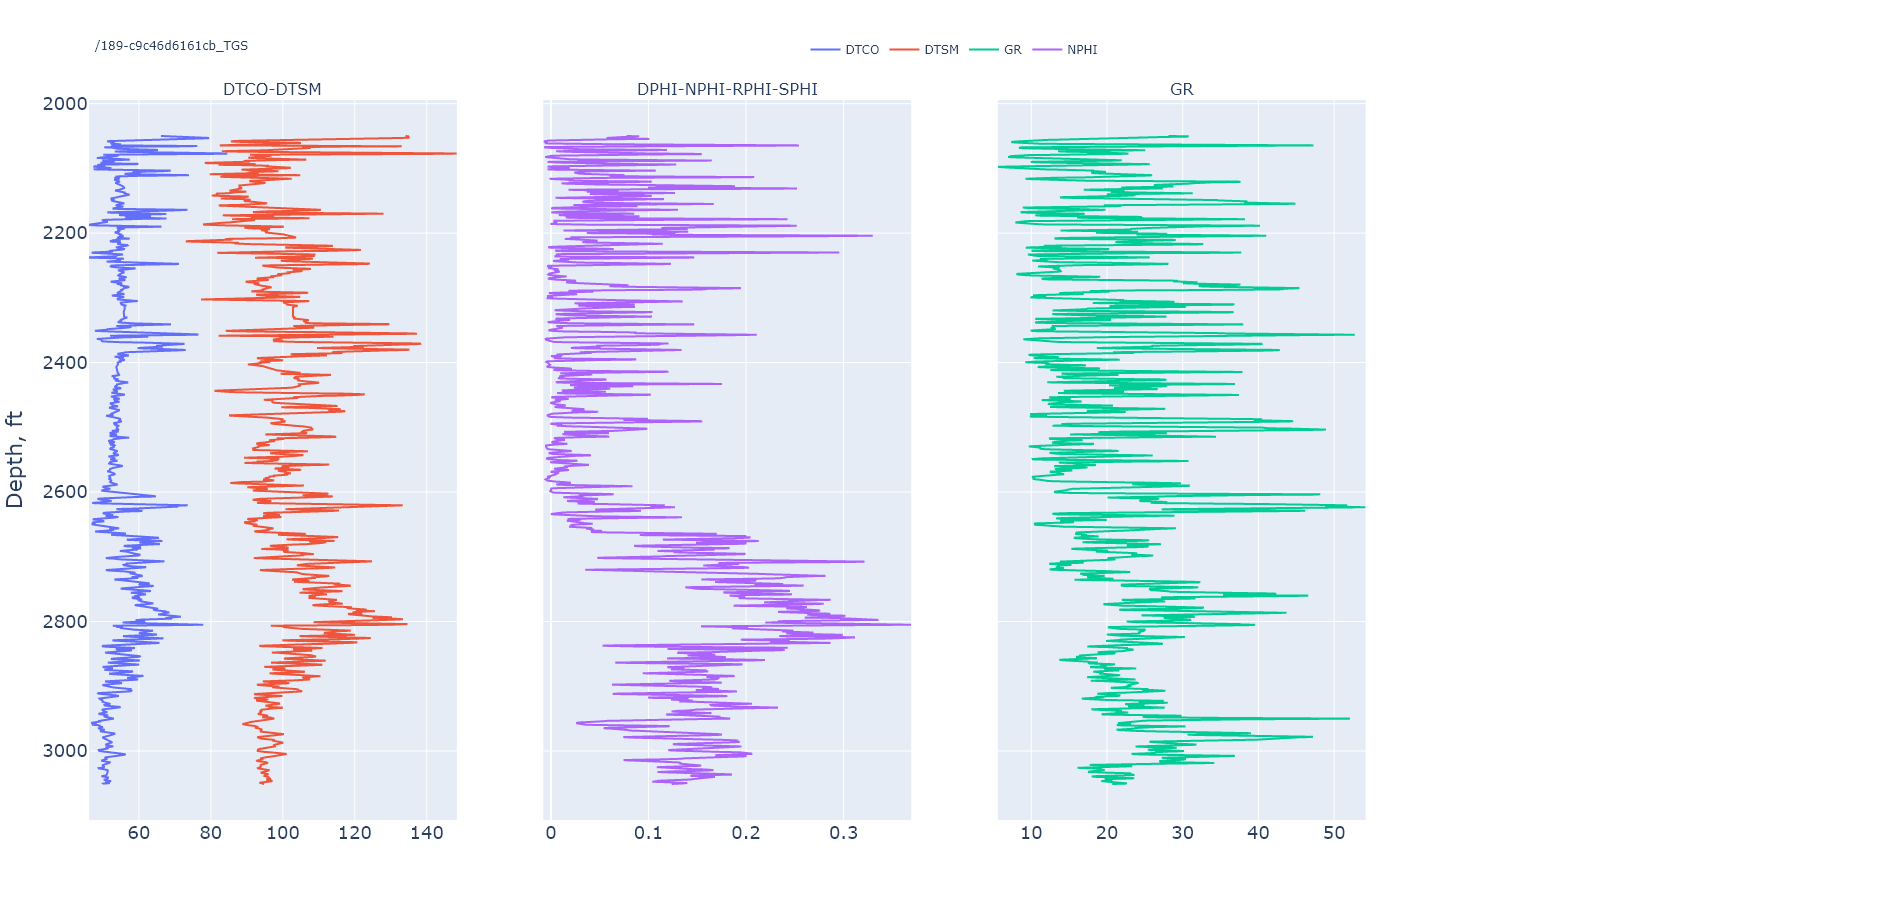 /189-c9c46d6161cb_TGS
DTCO DTSM GR NPHI
DTCO-DTSM DPHI-NPHI-RPHI-SPHI GR
2000
2200
2400
2600
2800
3000
Depth, ft
60 80 100 120 140 0 0.1 0.2 0.3 10 20 30 40 50